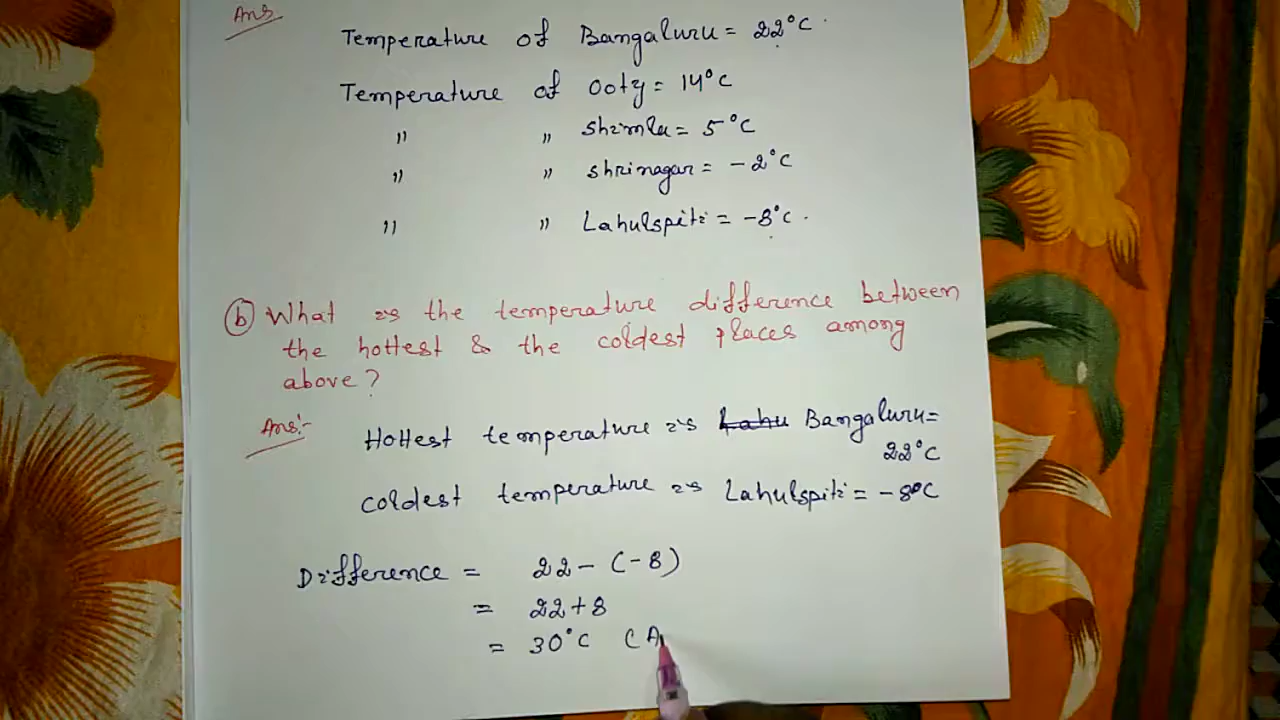 Ans
Temperature of Bangaluru = 22°C.
Temperature of Ooty = 14°C
" " Shimla = 5°C
" " Shrinagar = -2°C
" " Lahulspiti = -8°C.
(b) What is the temperature difference between
the hottest & the coldest places among
above?
Ans:- Hottest temperature is Lahu Bangaluru =
22°C
coldest temperature is Lahulspiti = -8°C
Difference = 22 - (-8)
= 22 + 8
= 30°C (A